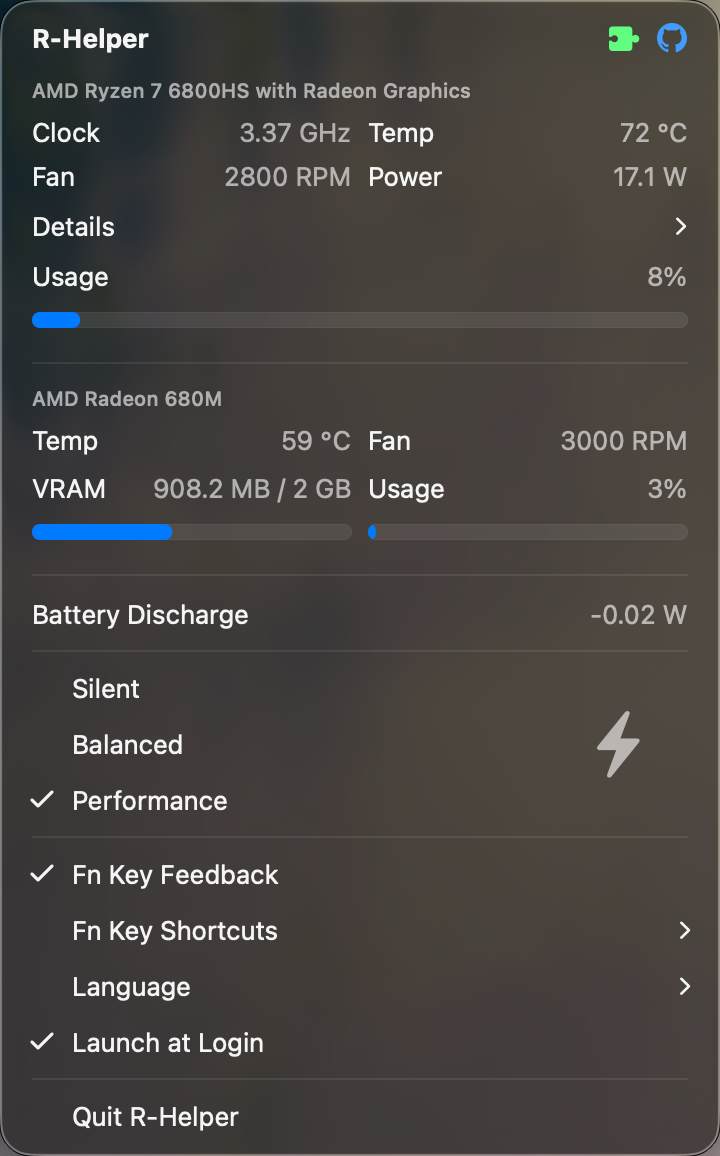 R-Helper
AMD Ryzen 7 6800HS with Radeon Graphics
Clock 3.37 GHz Temp 72 °C
Fan 2800 RPM Power 17.1 W
Details
Usage 8%
AMD Radeon 680M
Temp 59 °C Fan 3000 RPM
VRAM 908.2 MB / 2 GB Usage 3%
Battery Discharge -0.02 W
Silent
Balanced
Performance
Fn Key Feedback
Fn Key Shortcuts
Language
Launch at Login
Quit R-Helper